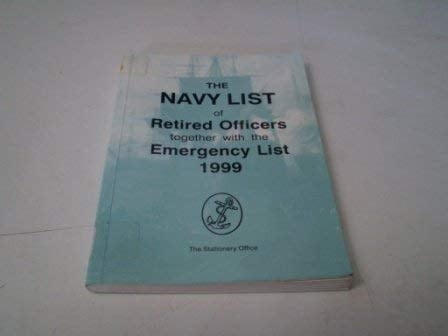 THE
NAVY LIST
of
Retired Officers
together with the
Emergency List
1999
The Stationery Office